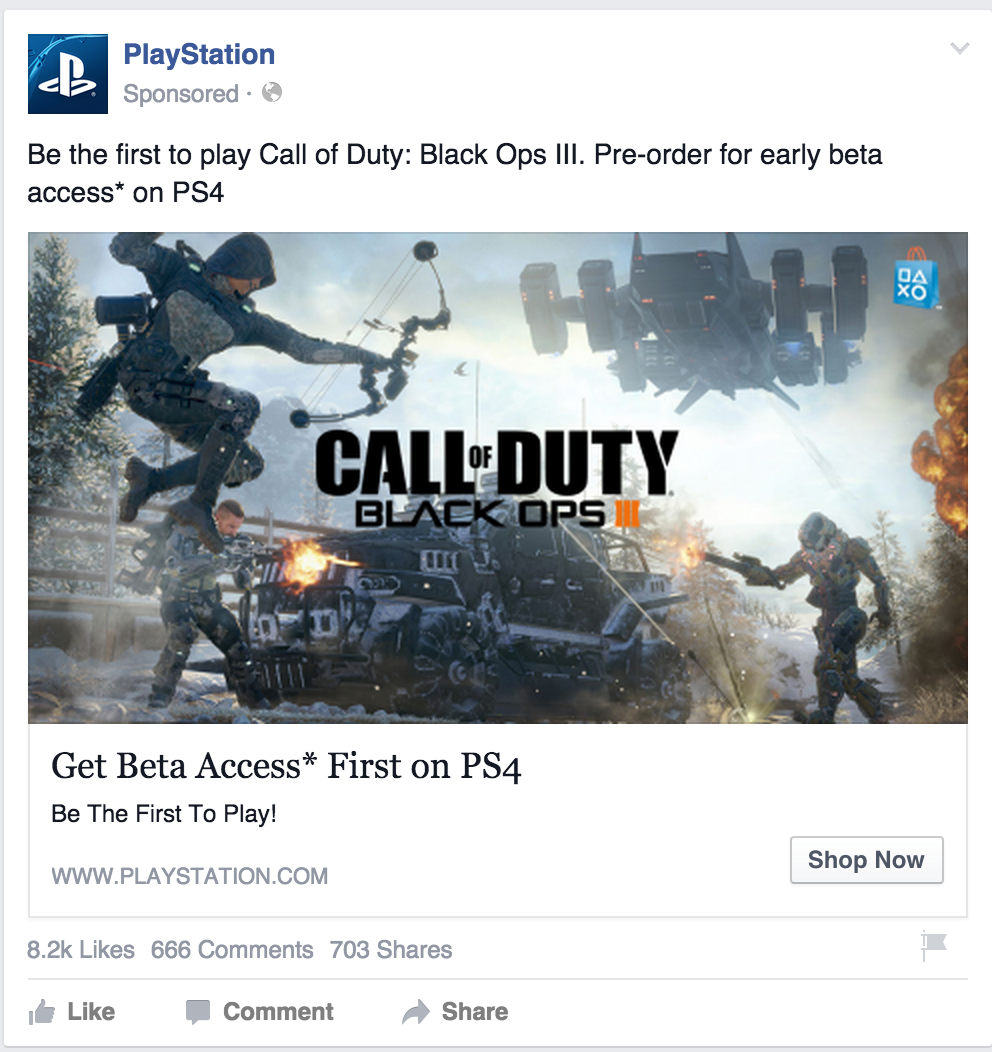 PlayStation
Sponsored ·
Be the first to play Call of Duty: Black Ops III. Pre-order for early beta
access* on PS4
CALL OF DUTY
BLACK OPS III
Get Beta Access* First on PS4
Be The First To Play!
WWW.PLAYSTATION.COM
Shop Now
8.2k Likes 666 Comments 703 Shares
Like Comment Share